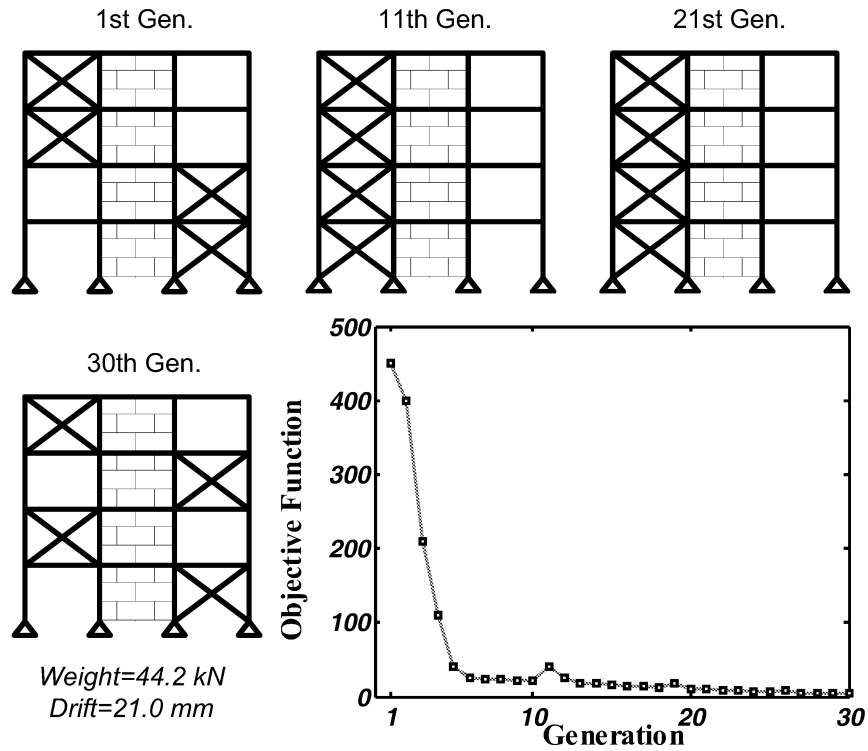 1st Gen.
11th Gen.
21st Gen.
30th Gen.
Weight=44.2 kN
Drift=21.0 mm
Objective Function
500
400
300
200
100
0
1
10
20
30
Generation